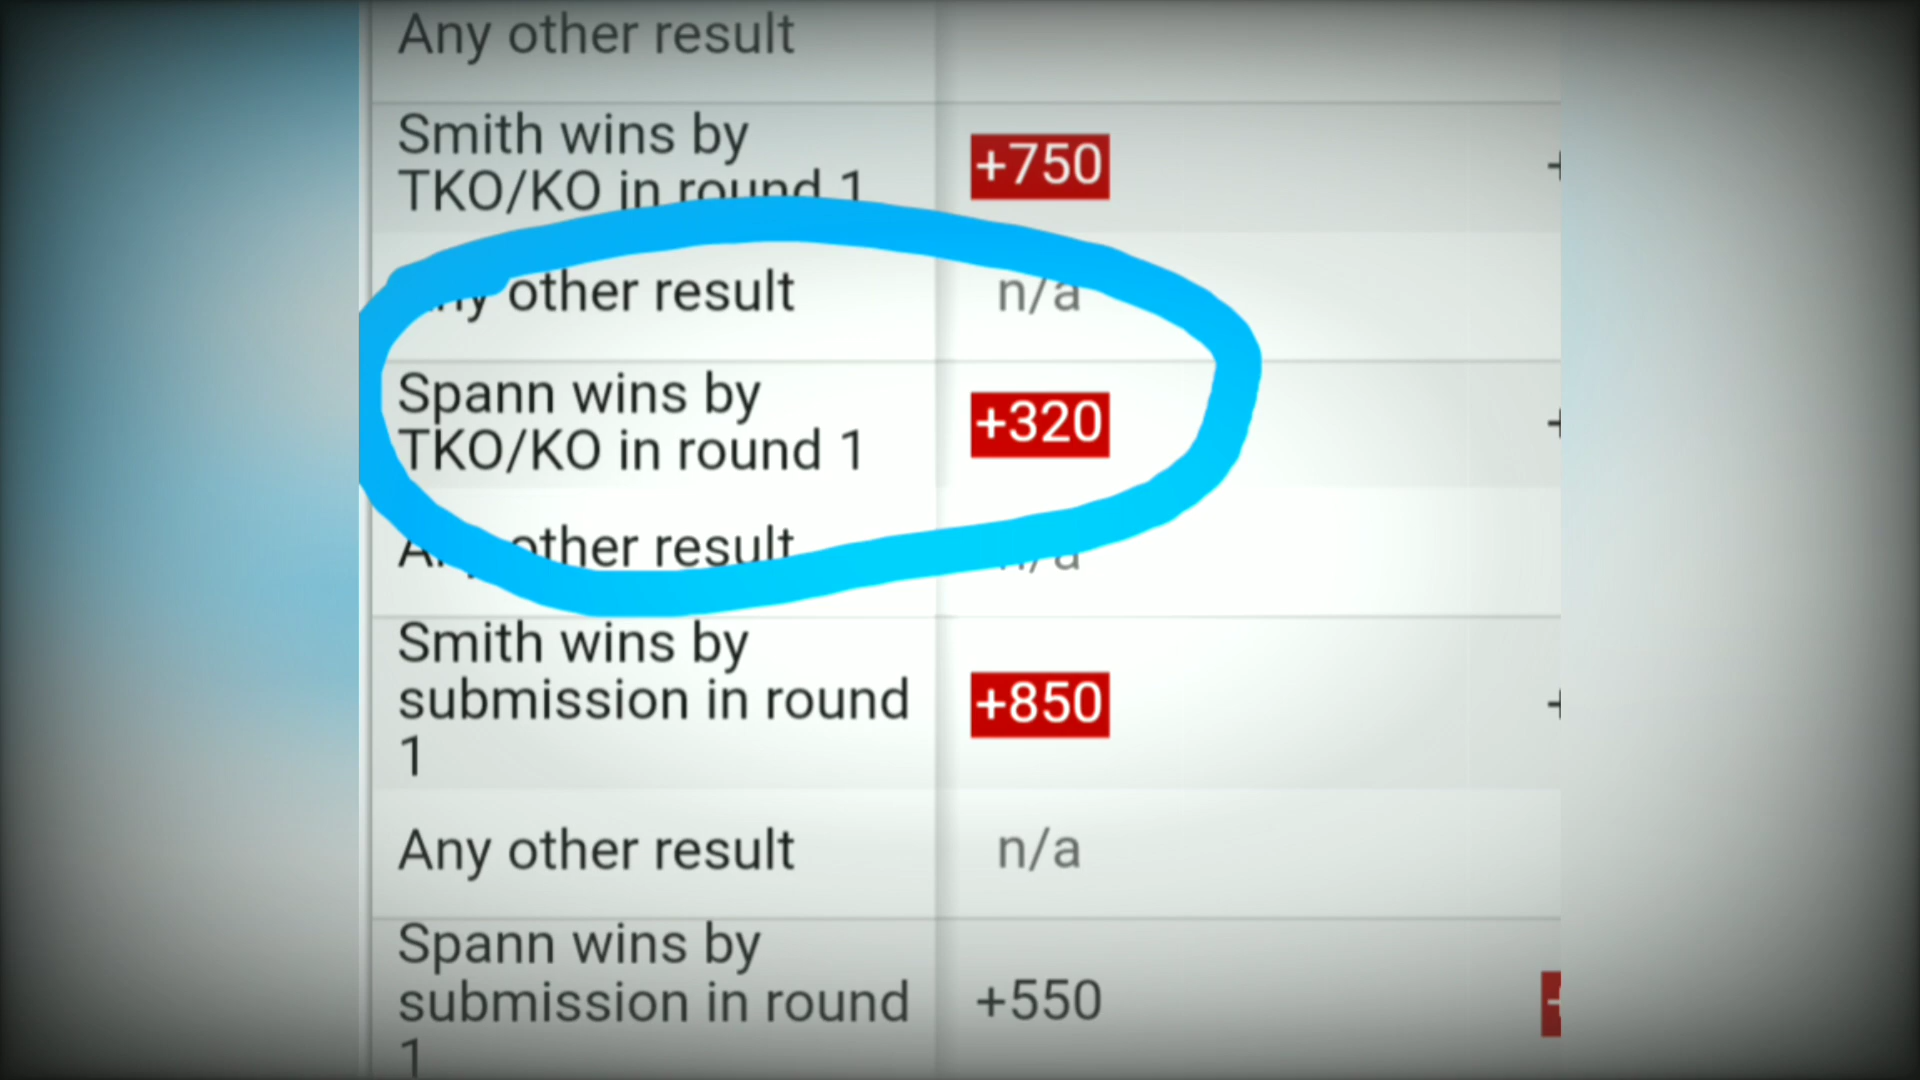 Any other result
Smith wins by
TKO/KO in round 1
+750
Any other result
n/a
Spann wins by
TKO/KO in round 1
+320
Any other result
n/a
Smith wins by
submission in round
1
+850
Any other result
n/a
Spann wins by
submission in round
1
+550